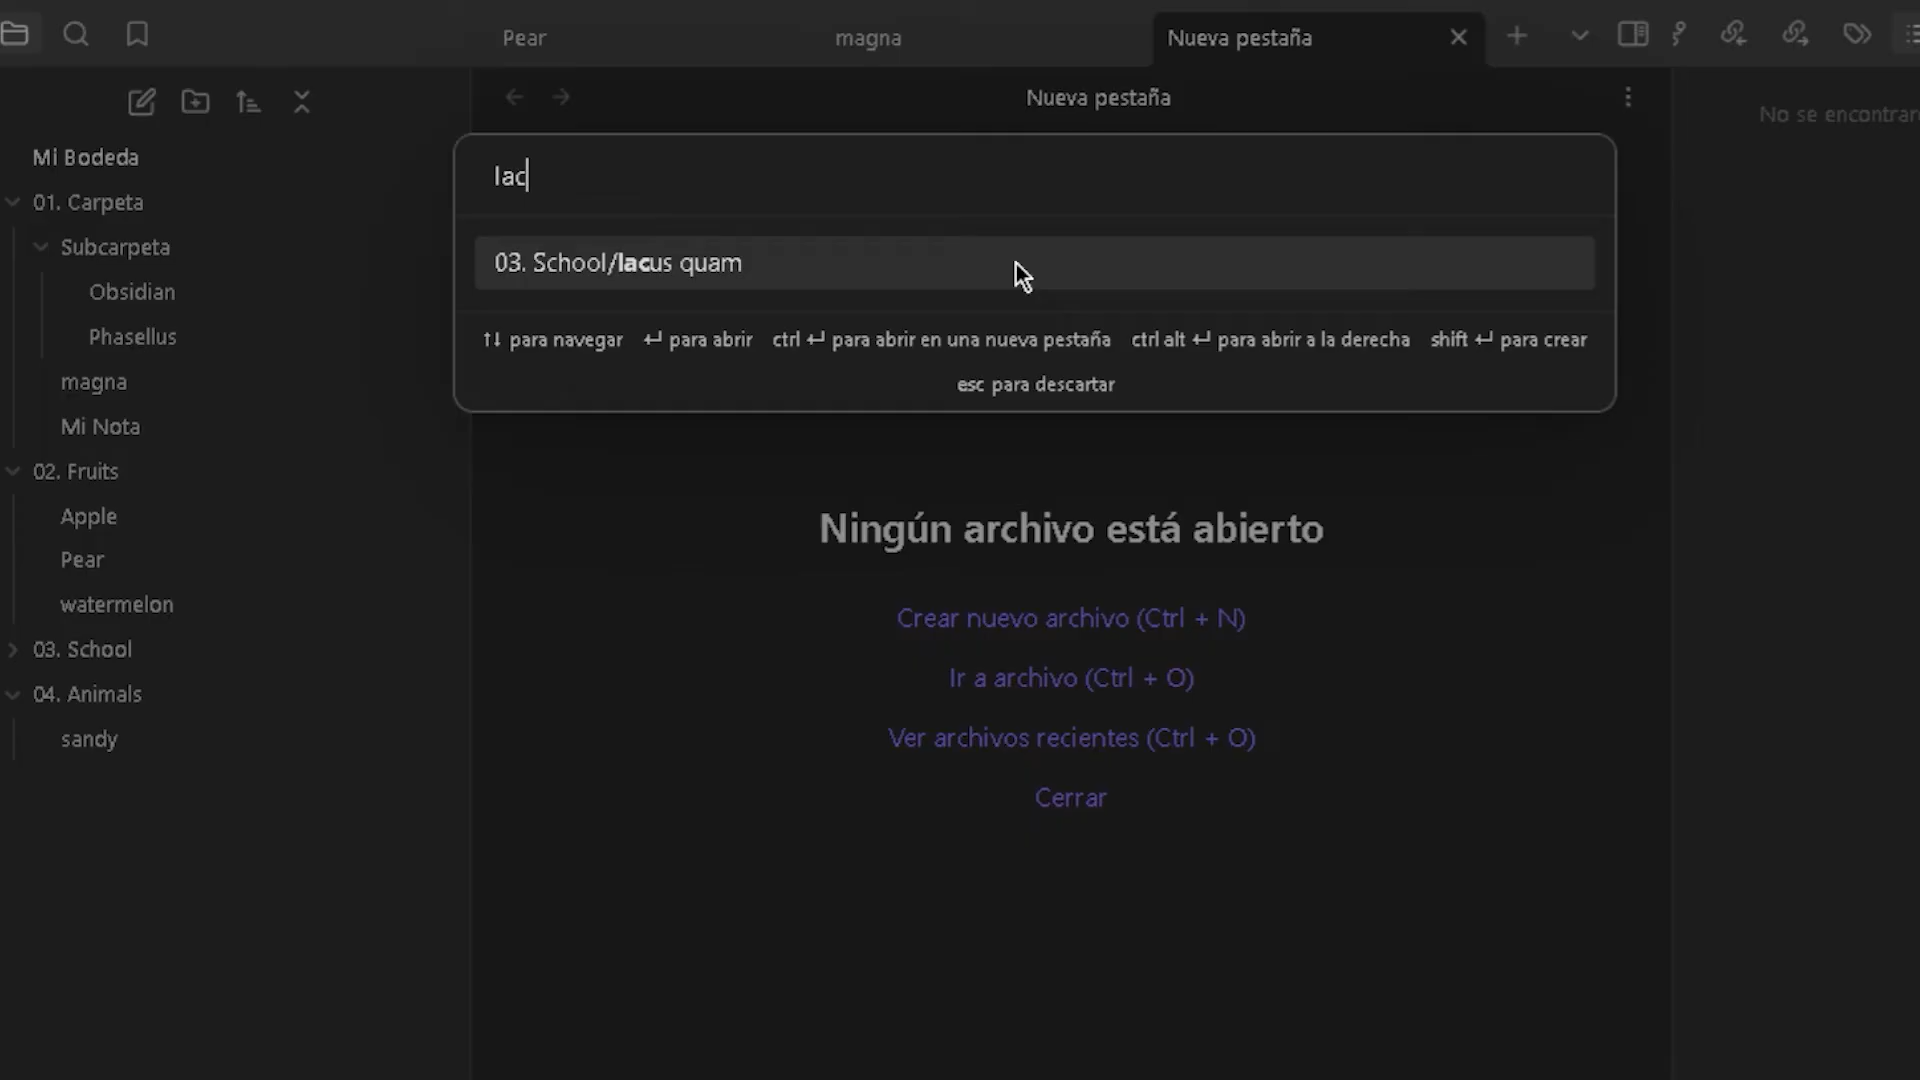 Pear
magna
Nueva pestaña
Nueva pestaña
No se encontrar
Mi Bodeda
01. Carpeta
Subcarpeta
Obsidian
Phasellus
magna
Mi Nota
02. Fruits
Apple
Pear
watermelon
03. School
04. Animals
sandy
lac
03. School/lacus quam
↑↓ para navegar ↵ para abrir ctrl ↵ para abrir en una nueva pestaña ctrl alt ↵ para abrir a la derecha shift ↵ para crear
esc para descartar
Ningún archivo está abierto
Crear nuevo archivo (Ctrl + N)
Ir a archivo (Ctrl + O)
Ver archivos recientes (Ctrl + O)
Cerrar